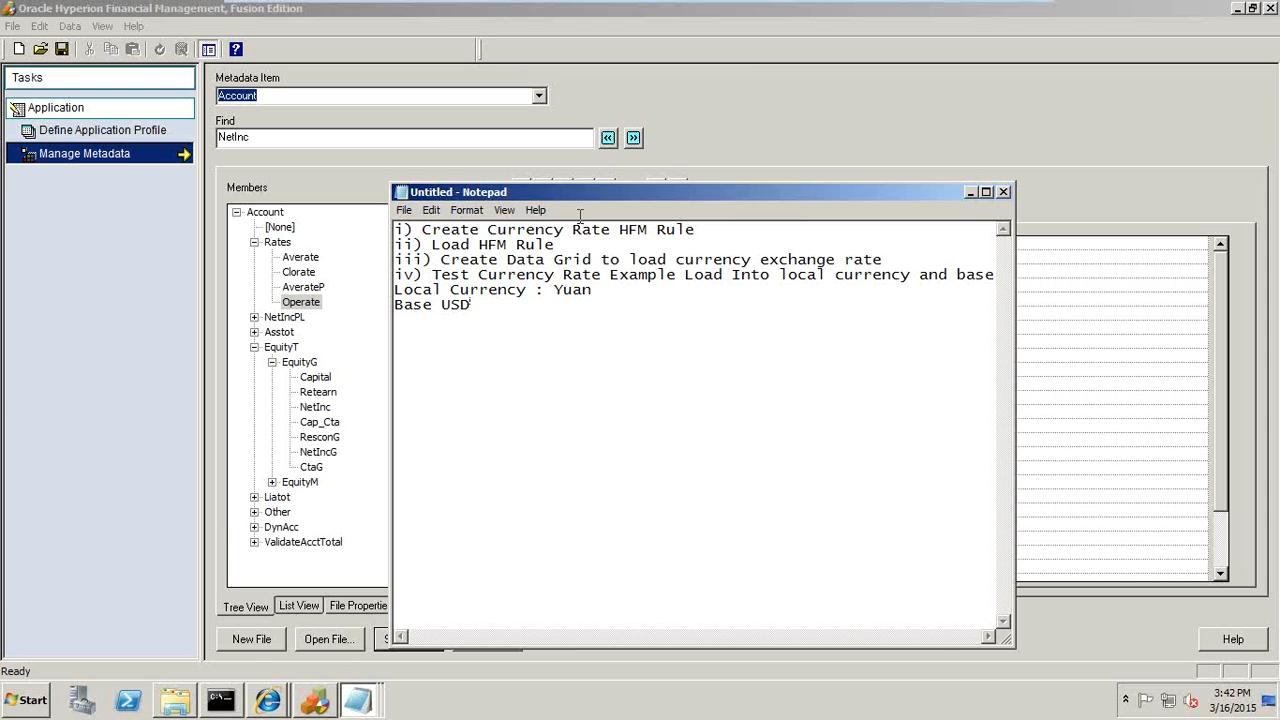 Oracle Hyperion Financial Management, Fusion Edition
File Edit Data View Help
Tasks
Application
Define Application Profile
Manage Metadata
Metadata Item
Account
Find
NetInc
Members
Account
[None]
Rates
Averate
Clorate
AverateP
Operate
NetIncPL
Asstot
EquityT
EquityG
Capital
Retearn
NetInc
Cap_Cta
ResconG
NetIncG
CtaG
EquityM
Liatot
Other
DynAcc
ValidateAcctTotal
Tree View List View File Propertie
New File Open File... Help
Untitled - Notepad
File Edit Format View Help
i) Create Currency Rate HFM Rule
ii) Load HFM Rule
iii) Create Data Grid to load currency exchange rate
iv) Test Currency Rate Example Load Into local currency and base
Local Currency : Yuan
Base USD
Ready
Start
3:42 PM
3/16/2015